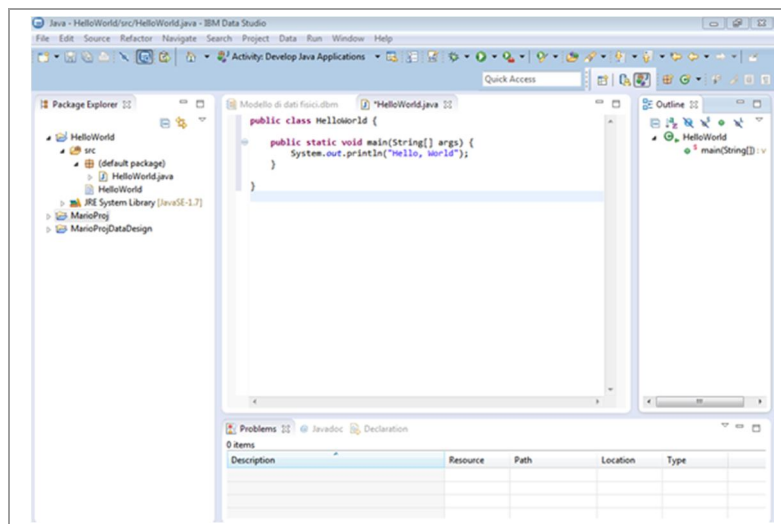 Java - HelloWorld/src/HelloWorld.java - IBM Data Studio
File Edit Source Refactor Navigate Search Project Data Run Window Help
Activity: Develop Java Applications
Quick Access
Package Explorer
HelloWorld
src
(default package)
HelloWorld.java
HelloWorld
JRE System Library [JavaSE-1.7]
MarioProj
MarioProjDataDesign
Modello di dati fisici.dbm
*HelloWorld.java
public class HelloWorld {
public static void main(String[] args) {
System.out.println("Hello, World");
}
}
Outline
HelloWorld
main(String[]) : v
Problems Javadoc Declaration
0 items
Description Resource Path Location Type